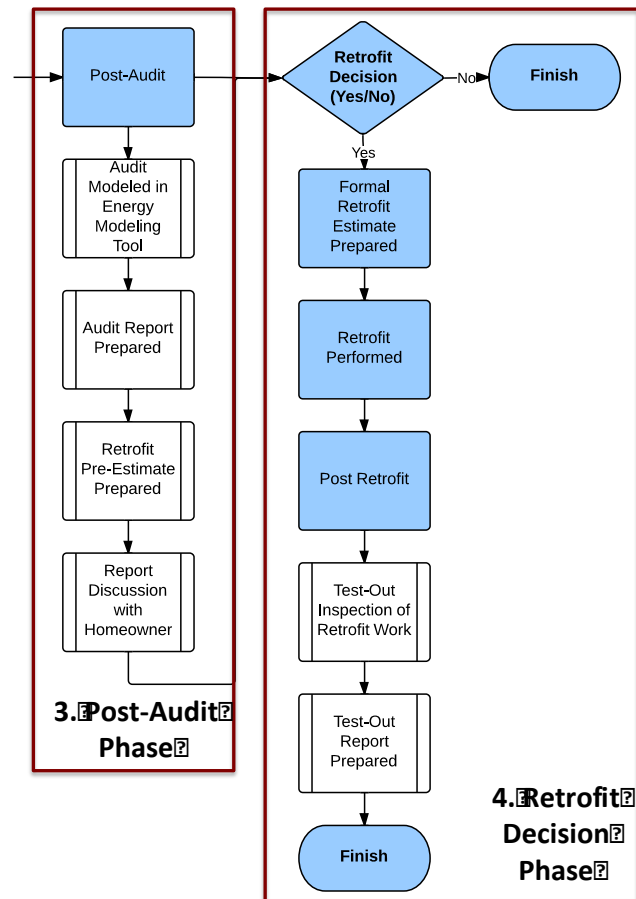 Post-Audit
Audit
Modeled in
Energy
Modeling
Tool
Audit Report
Prepared
Retrofit
Pre-Estimate
Prepared
Report
Discussion
with
Homeowner
3.⍰Post-Audit⍰
Phase⍰
Retrofit
Decision
(Yes/No)
No
Finish
Yes
Formal
Retrofit
Estimate
Prepared
Retrofit
Performed
Post Retrofit
Test-Out
Inspection of
Retrofit Work
Test-Out
Report
Prepared
Finish
4.⍰Retrofit⍰
Decision⍰
Phase⍰